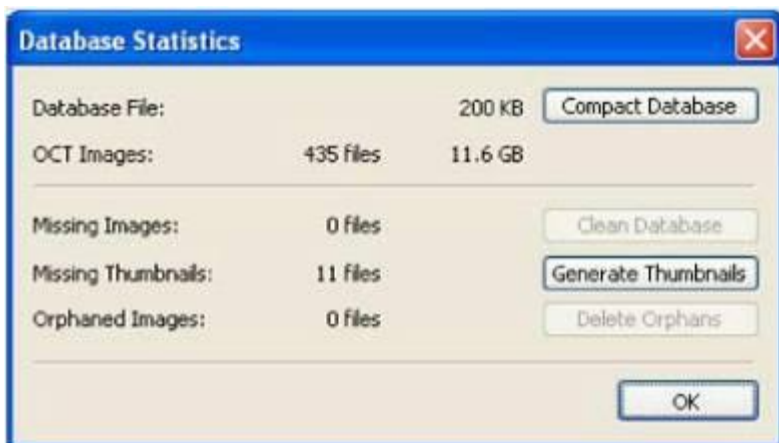 Database Statistics
Database File: 200 KB Compact Database
OCT Images: 435 files 11.6 GB
Missing Images: 0 files Clean Database
Missing Thumbnails: 11 files Generate Thumbnails
Orphaned Images: 0 files Delete Orphans
OK